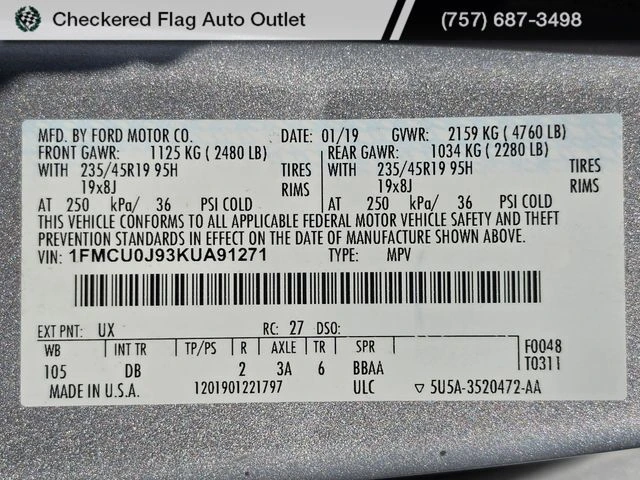 Checkered Flag Auto Outlet (757) 687-3498
MFD. BY FORD MOTOR CO. DATE: 01/19 GVWR: 2159 KG ( 4760 LB)
FRONT GAWR: 1125 KG ( 2480 LB) REAR GAWR: 1034 KG ( 2280 LB)
WITH 235/45R19 95H TIRES WITH 235/45R19 95H TIRES
19x8J RIMS 19x8J RIMS
AT 250 kPa/ 36 PSI COLD AT 250 kPa/ 36 PSI COLD
THIS VEHICLE CONFORMS TO ALL APPLICABLE FEDERAL MOTOR VEHICLE SAFETY AND THEFT
PREVENTION STANDARDS IN EFFECT ON THE DATE OF MANUFACTURE SHOWN ABOVE.
VIN: 1FMCU0J93KUA91271 TYPE: MPV
EXT PNT: UX RC: 27 DSO:
WB INT TR TP/PS R AXLE TR SPR F0048
105 DB 2 3A 6 BBAA T0311
MADE IN U.S.A. 1201901221797 ULC ▽ 5U5A-3520472-AA